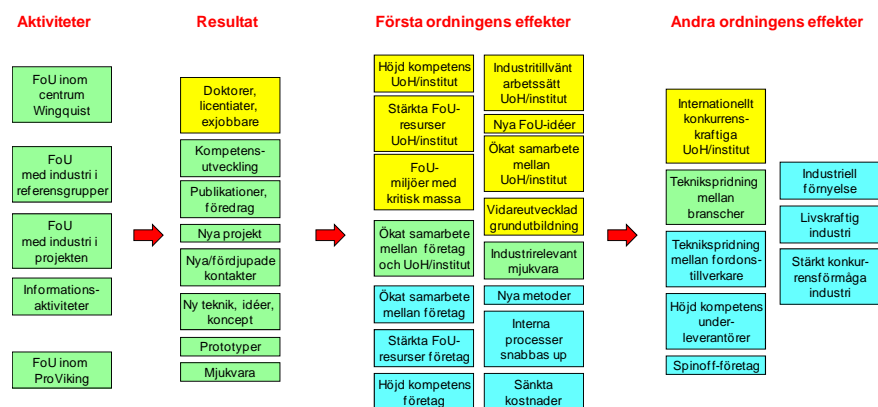 Aktiviteter
Resultat
Första ordningens effekter
Andra ordningens effekter
FoU inom
centrum
Wingquist
FoU
med industri i
referensgrupper
FoU
med industri i
projekten
Informations-
aktiviteter
FoU inom
ProViking
Doktorer,
licentiater,
exjobbare
Kompetens-
utveckling
Publikationer,
föredrag
Nya projekt
Nya/fördjupade
kontakter
Ny teknik, idéer,
koncept
Prototyper
Mjukvara
Höjd kompetens
UoH/institut
Stärkta FoU-
resurser
UoH/institut
FoU-
miljöer med
kritisk massa
Ökat samarbete
mellan företag
och UoH/institut
Ökat samarbete
mellan företag
Stärkta FoU-
resurser företag
Höjd kompetens
företag
Industritillvänt
arbetssätt
UoH/institut
Nya FoU-idéer
Ökat samarbete
mellan
UoH/institut
Vidareutvecklad
grundutbildning
Industrirelevant
mjukvara
Nya metoder
Interna
processer
snabbas up
Sänkta
kostnader
Internationellt
konkurrens-
kraftiga
UoH/institut
Teknikspridning
mellan
branscher
Teknikspridning
mellan fordons-
tillverkare
Höjd kompetens
under-
leverantörer
Spinoff-företag
Industriell
förnyelse
Livskraftig
industri
Stärkt konkur-
rensförmåga
industri